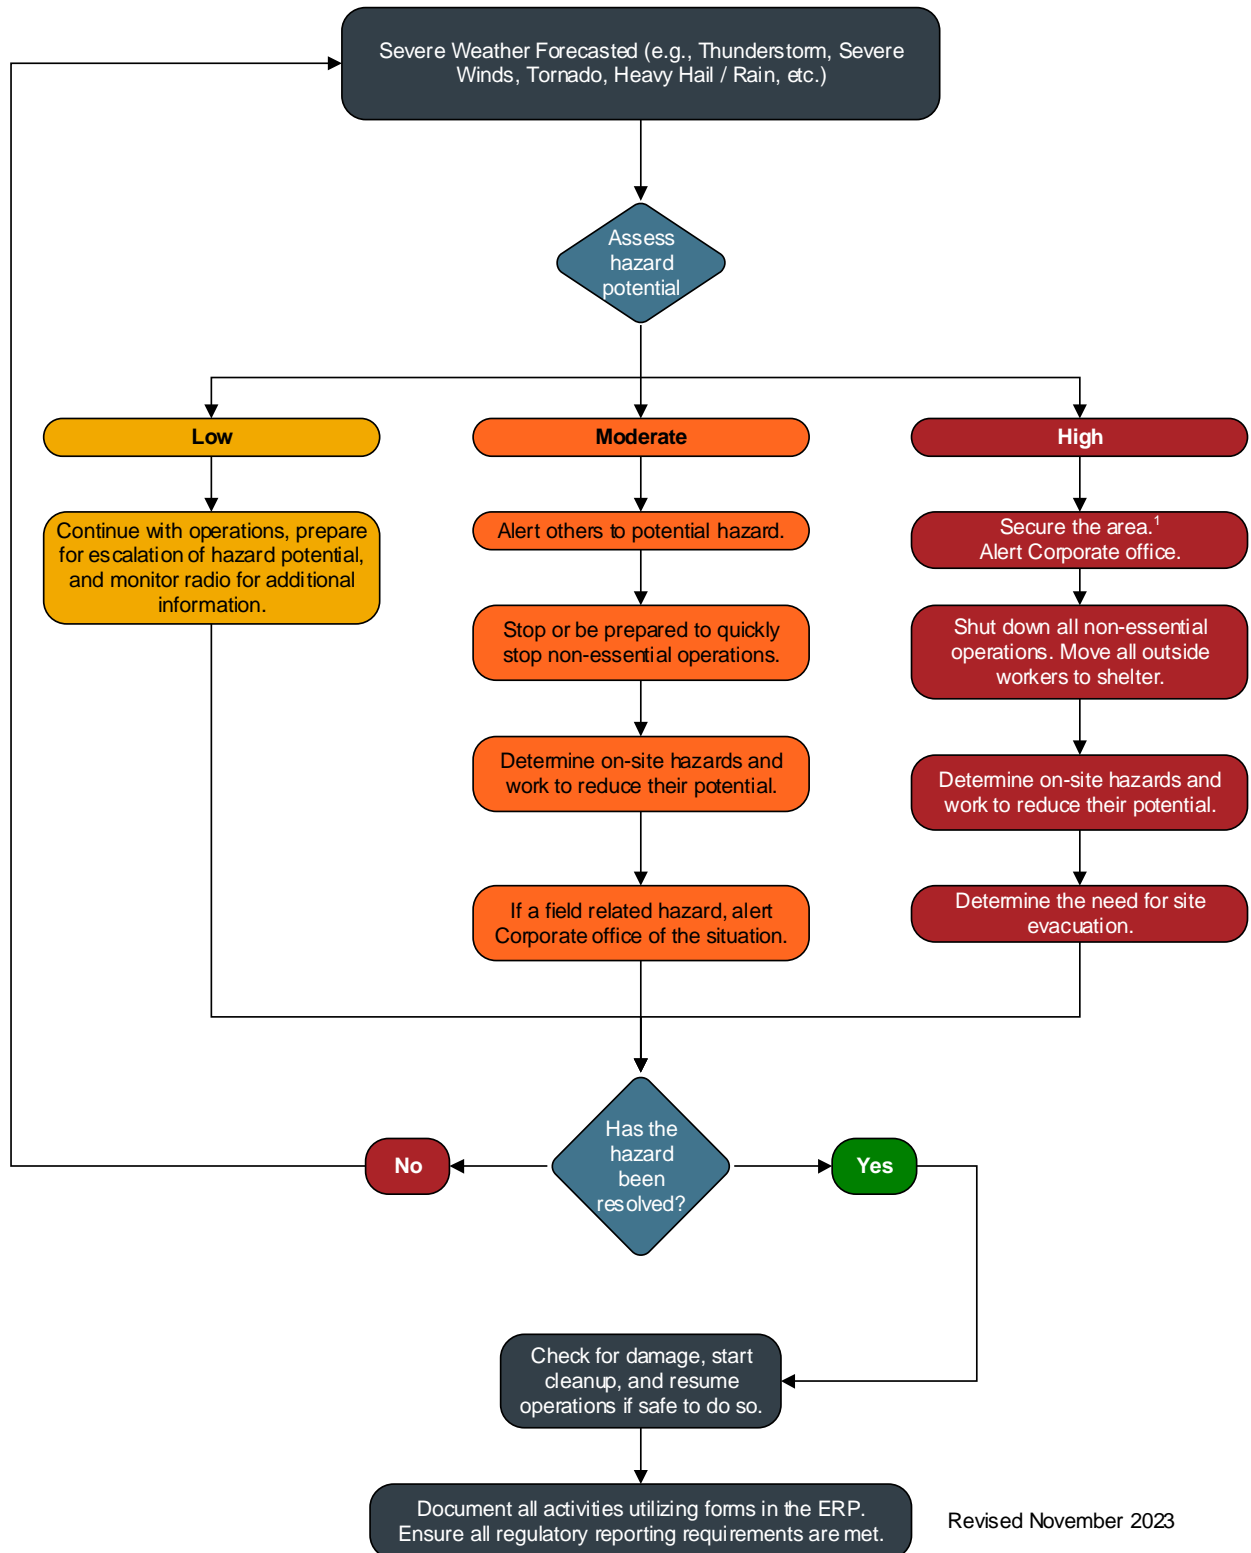 Severe Weather Forecasted (e.g., Thunderstorm, Severe
Winds, Tornado, Heavy Hail / Rain, etc.)
Assess
hazard
potential
Low
Moderate
High
Continue with operations, prepare
for escalation of hazard potential,
and monitor radio for additional
information.
Alert others to potential hazard.
Stop or be prepared to quickly
stop non-essential operations.
Determine on-site hazards and
work to reduce their potential.
If a field related hazard, alert
Corporate office of the situation.
Secure the area.¹
Alert Corporate office.
Shut down all non-essential
operations. Move all outside
workers to shelter.
Determine on-site hazards and
work to reduce their potential.
Determine the need for site
evacuation.
Has the
hazard
been
resolved?
No
Yes
Check for damage, start
cleanup, and resume
operations if safe to do so.
Document all activities utilizing forms in the ERP.
Ensure all regulatory reporting requirements are met.
Revised November 2023